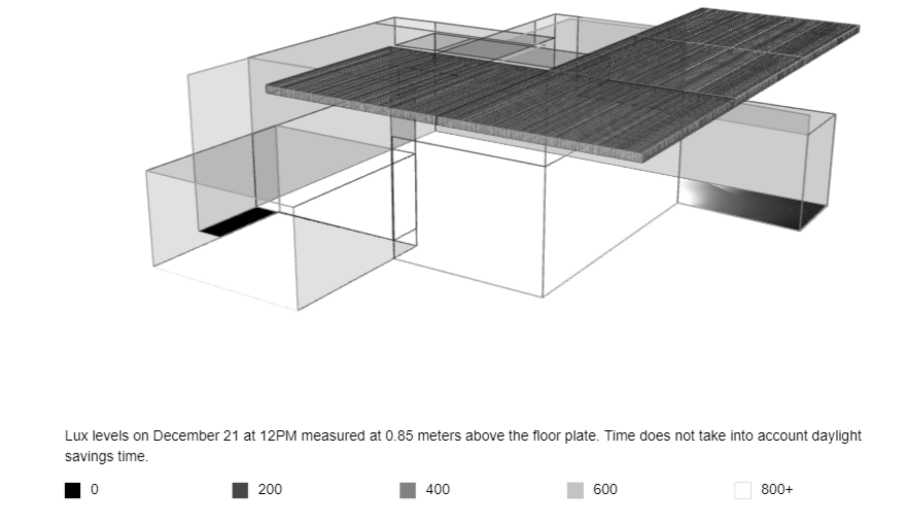 Lux levels on December 21 at 12PM measured at 0.85 meters above the floor plate. Time does not take into account daylight
savings time.
0 200 400 600 800+